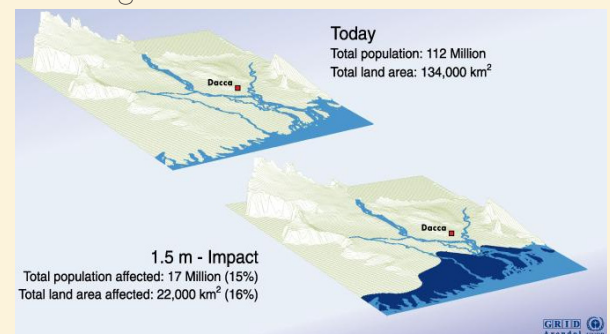 Today
Total population: 112 Million
Total land area: 134,000 km²
Dacca
Dacca
1.5 m - Impact
Total population affected: 17 Million (15%)
Total land area affected: 22,000 km² (16%)
GRID
Arendal